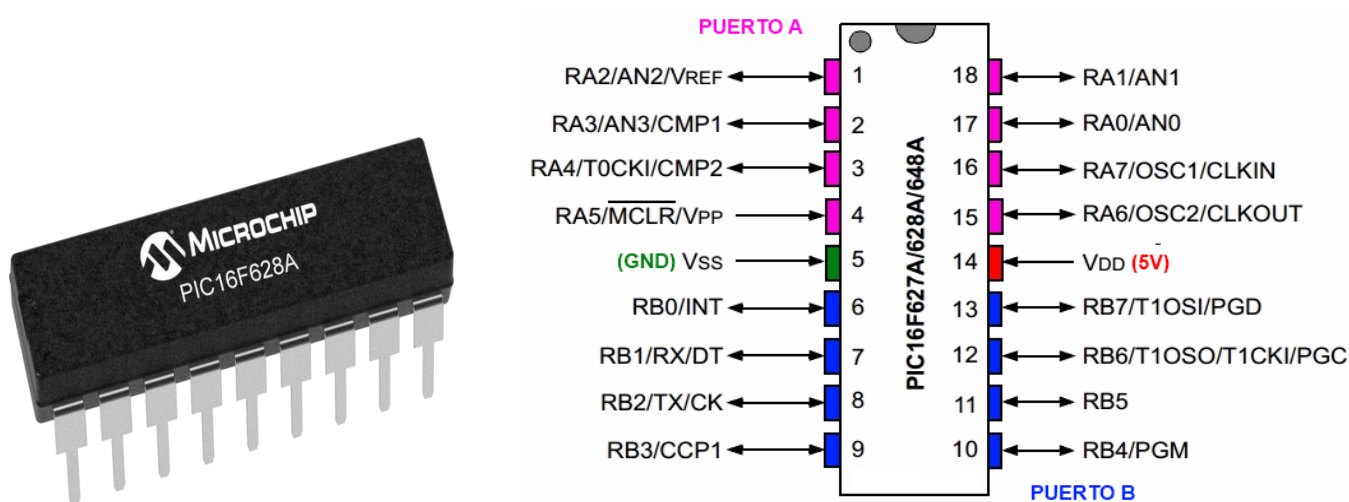 MICROCHIP
PIC16F628A
PUERTO A
RA2/AN2/VREF 1
RA3/AN3/CMP1 2
RA4/T0CKI/CMP2 3
RA5/MCLR/VPP 4
(GND) VSS 5
RB0/INT 6
RB1/RX/DT 7
RB2/TX/CK 8
RB3/CCP1 9
PIC16F627A/628A/648A
18 RA1/AN1
17 RA0/AN0
16 RA7/OSC1/CLKIN
15 RA6/OSC2/CLKOUT
14 VDD (5V)
13 RB7/T1OSI/PGD
12 RB6/T1OSO/T1CKI/PGC
11 RB5
10 RB4/PGM
PUERTO B